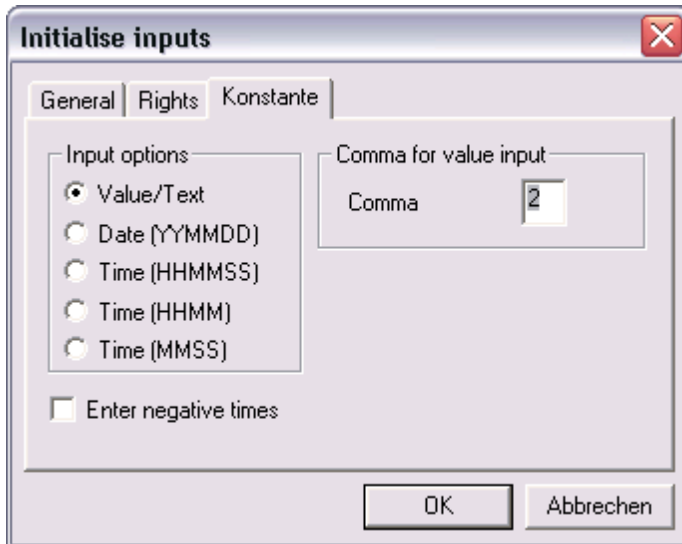 Initialise inputs
General Rights Konstante
Input options
Value/Text
Date (YYMMDD)
Time (HHMMSS)
Time (HHMM)
Time (MMSS)
Enter negative times
Comma for value input
Comma 2
OK Abbrechen